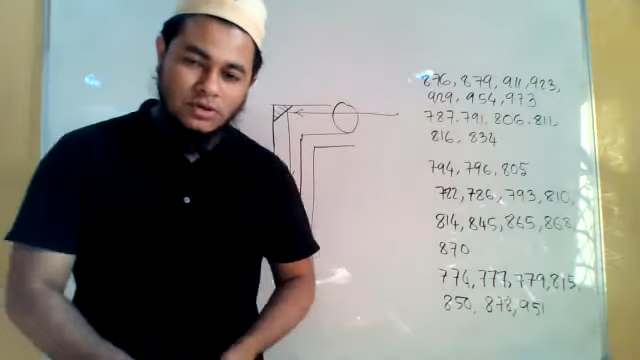 876, 879, 911, 923,
929, 954, 973
787, 791, 806, 811,
816, 834
794, 796, 805
722, 786, 793, 810,
814, 845, 865, 868
870
774, 777, 779, 815,
850, 878, 951